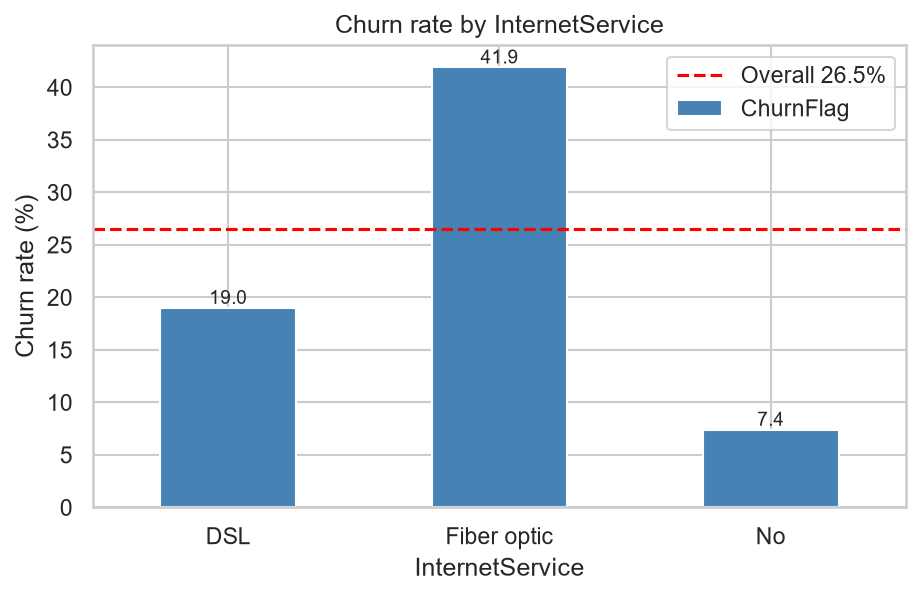 Churn rate by InternetService
Overall 26.5%
ChurnFlag
Churn rate (%)
40
35
30
25
20
15
10
5
0
19.0
41.9
7.4
DSL
Fiber optic
No
InternetService